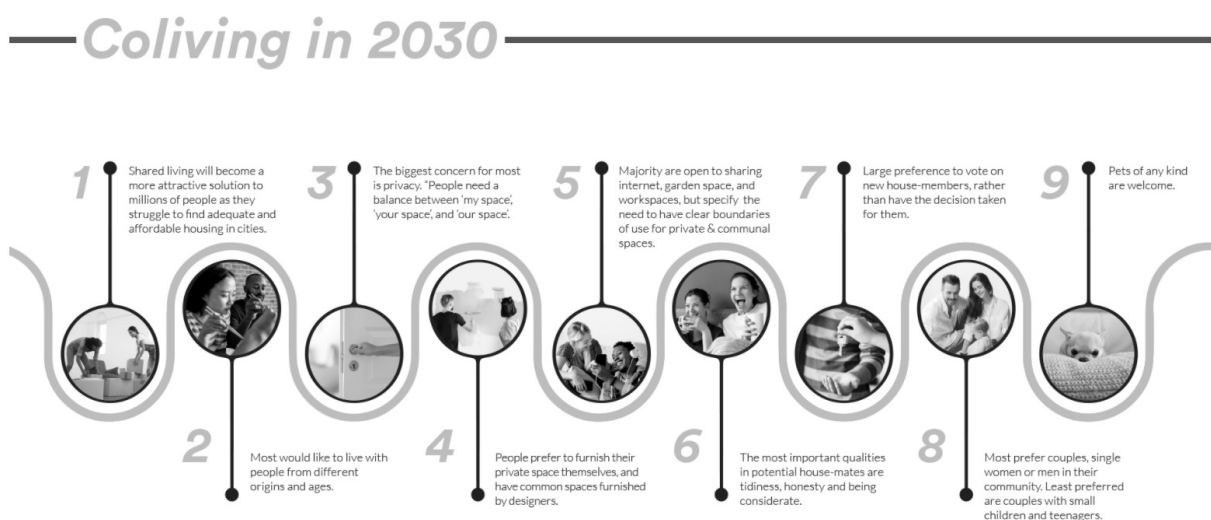 Coliving in 2030
1
Shared living will become a
more attractive solution to
millions of people as they
struggle to find adequate and
affordable housing in cities.
2
Most would like to live with
people from different
origins and ages.
3
The biggest concern for most
is privacy. "People need a
balance between 'my space',
'your space', and 'our space'.
4
People prefer to furnish their
private space themselves, and
have common spaces furnished
by designers.
5
Majority are open to sharing
internet, garden space, and
workspaces, but specify the
need to have clear boundaries
of use for private & communal
spaces.
6
The most important qualities
in potential house-mates are
tidiness, honesty and being
considerate.
7
Large preference to vote on
new house-members, rather
than have the decision taken
for them.
8
Most prefer couples, single
women or men in their
community. Least preferred
are couples with small
children and teenagers.
9
Pets of any kind
are welcome.